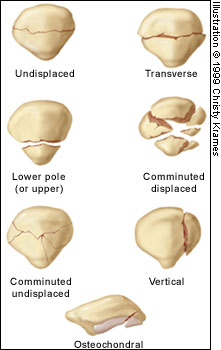 Undisplaced
Transverse
Lower pole
(or upper)
Comminuted
displaced
Comminuted
undisplaced
Vertical
Osteochondral
Illustration © 1999 Christy Krames